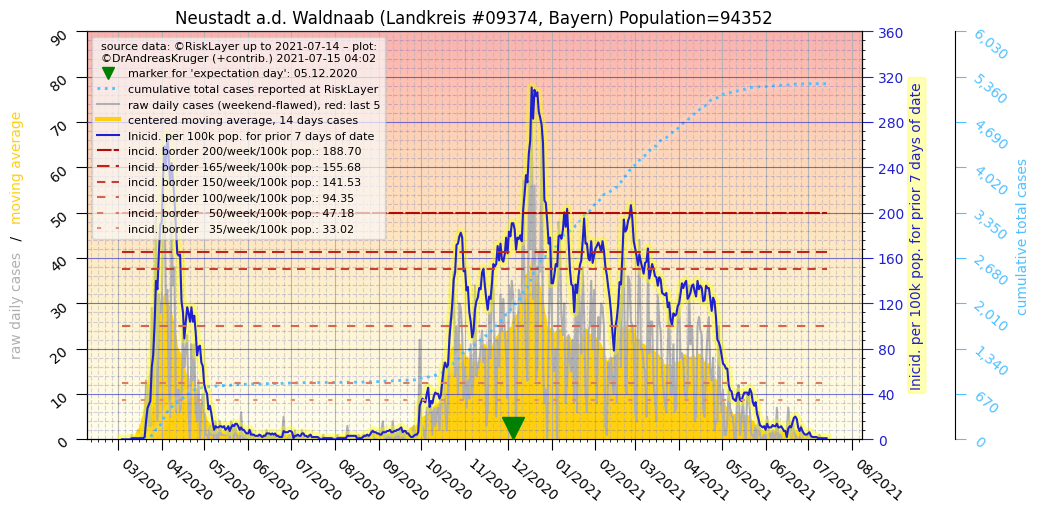 Neustadt a.d. Waldnaab (Landkreis #09374, Bayern) Population=94352
source data: ©RiskLayer up to 2021-07-14 – plot:
©DrAndreasKruger (+contrib.) 2021-07-15 04:02
marker for 'expectation day': 05.12.2020
cumulative total cases reported at RiskLayer
raw daily cases (weekend-flawed), red: last 5
centered moving average, 14 days cases
Inicid. per 100k pop. for prior 7 days of date
incid. border 200/week/100k pop.: 188.70
incid. border 165/week/100k pop.: 155.68
incid. border 150/week/100k pop.: 141.53
incid. border 100/week/100k pop.: 94.35
incid. border 50/week/100k pop.: 47.18
incid. border 35/week/100k pop.: 33.02
raw daily cases / moving average
90
80
70
60
50
40
30
20
10
0
03/2020
04/2020
05/2020
06/2020
07/2020
08/2020
09/2020
10/2020
11/2020
12/2020
01/2021
02/2021
03/2021
04/2021
05/2021
06/2021
07/2021
08/2021
360
320
280
240
200
160
120
80
40
0
Inicid. per 100k pop. for prior 7 days of date
6,030
5,360
4,690
4,020
3,350
2,680
2,010
1,340
670
0
cumulative total cases